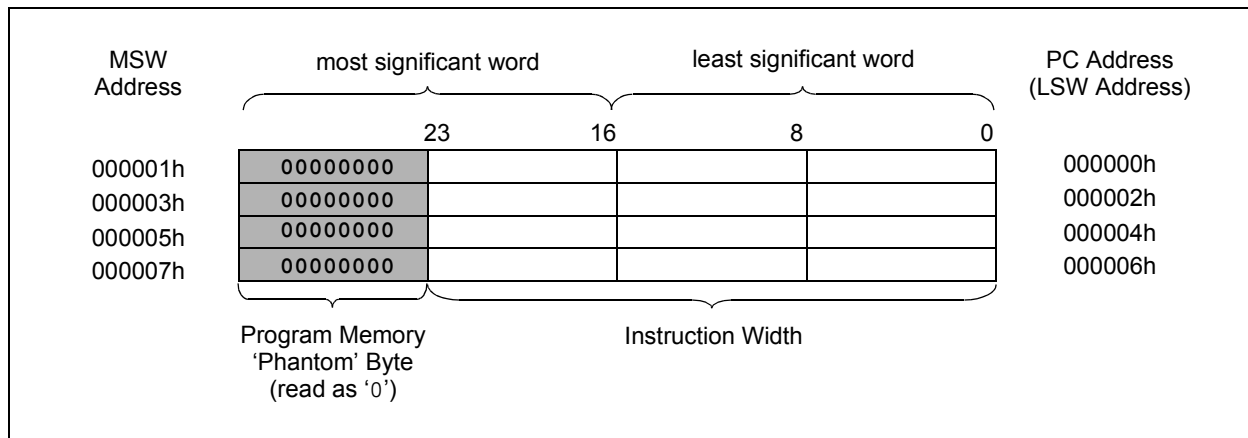 MSW
Address
most significant word
least significant word
PC Address
(LSW Address)
23
16
8
0
000001h
00000000
000000h
000003h
00000000
000002h
000005h
00000000
000004h
000007h
00000000
000006h
Program Memory
‘Phantom’ Byte
(read as ‘0’)
Instruction Width